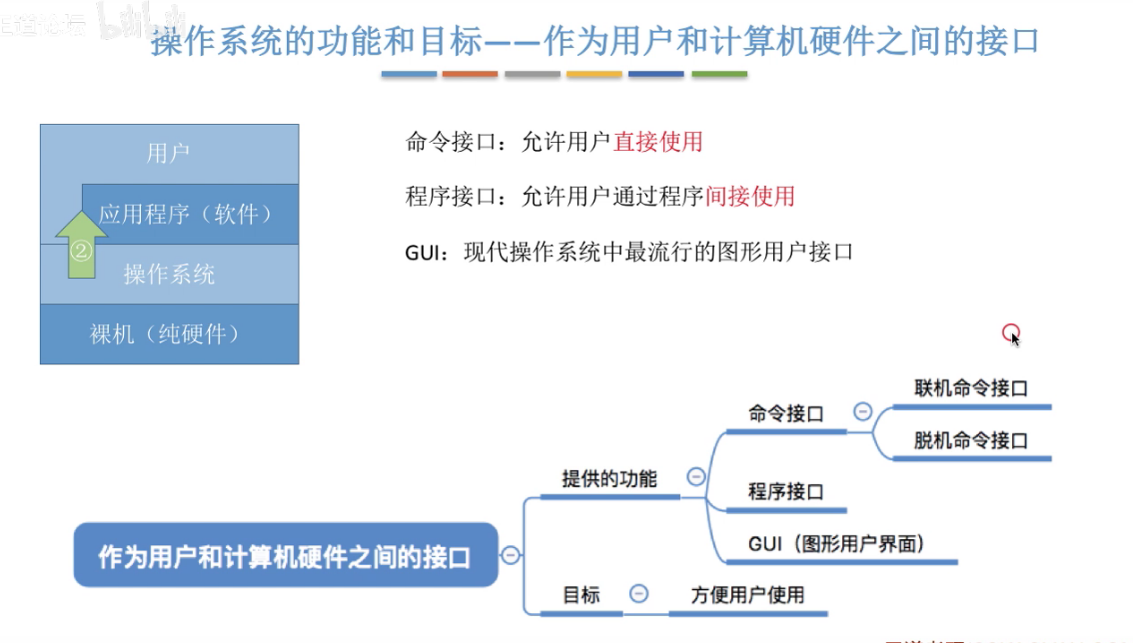 操作系统的功能和目标——作为用户和计算机硬件之间的接口
用户
应用程序（软件）
②
操作系统
裸机（纯硬件）
命令接口：允许用户直接使用
程序接口：允许用户通过程序间接使用
GUI：现代操作系统中最流行的图形用户接口
联机命令接口
命令接口
脱机命令接口
提供的功能
程序接口
GUI（图形用户界面）
作为用户和计算机硬件之间的接口
目标
方便用户使用